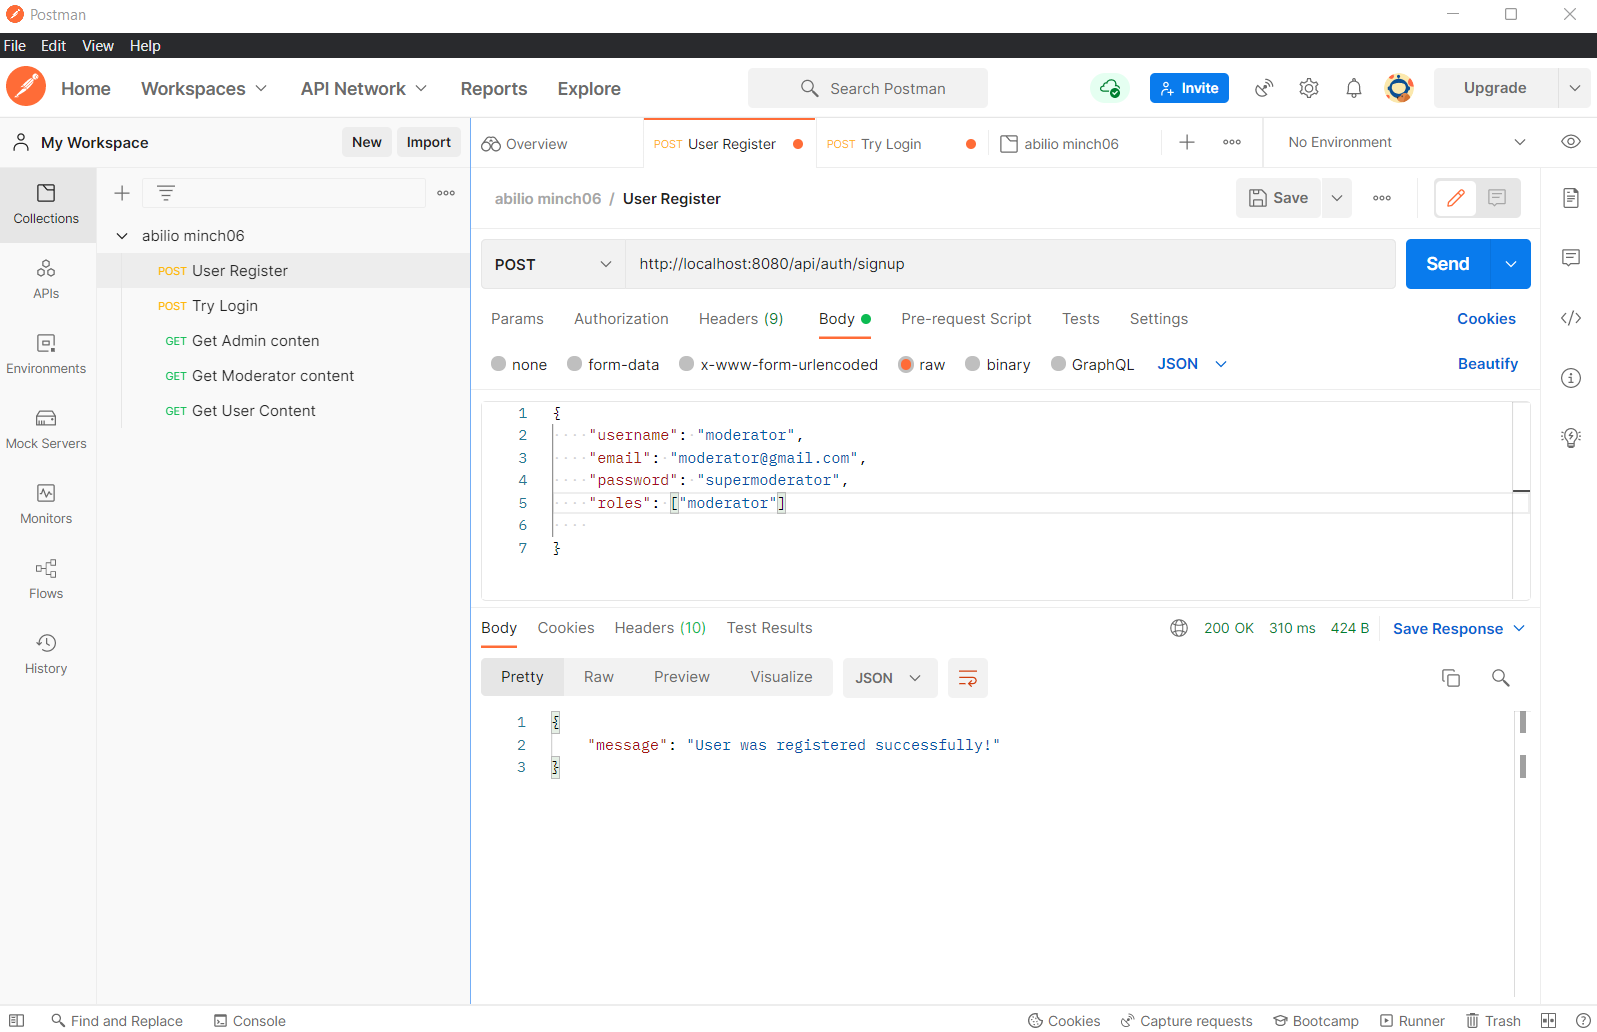 Postman
File Edit View Help
Home Workspaces API Network Reports Explore Search Postman Invite Upgrade
My Workspace New Import Overview POST User Register POST Try Login abilio minch06 No Environment
Collections
APIs
Environments
Mock Servers
Monitors
Flows
History
abilio minch06
POST User Register
POST Try Login
GET Get Admin conten
GET Get Moderator content
GET Get User Content
abilio minch06 / User Register Save
POST http://localhost:8080/api/auth/signup Send
Params Authorization Headers (9) Body Pre-request Script Tests Settings Cookies
none form-data x-www-form-urlencoded raw binary GraphQL JSON Beautify
1 {
2 "username": "moderator",
3 "email": "moderator@gmail.com",
4 "password": "supermoderator",
5 "roles": ["moderator"]
6
7 }
Body Cookies Headers (10) Test Results 200 OK 310 ms 424 B Save Response
Pretty Raw Preview Visualize JSON
1 {
2 "message": "User was registered successfully!"
3 }
Find and Replace Console Cookies Capture requests Bootcamp Runner Trash